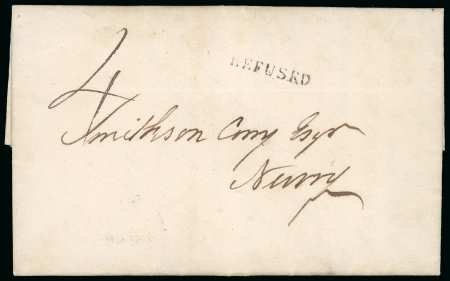 REFUSED
4
Smithson Corry Esqr
Newry